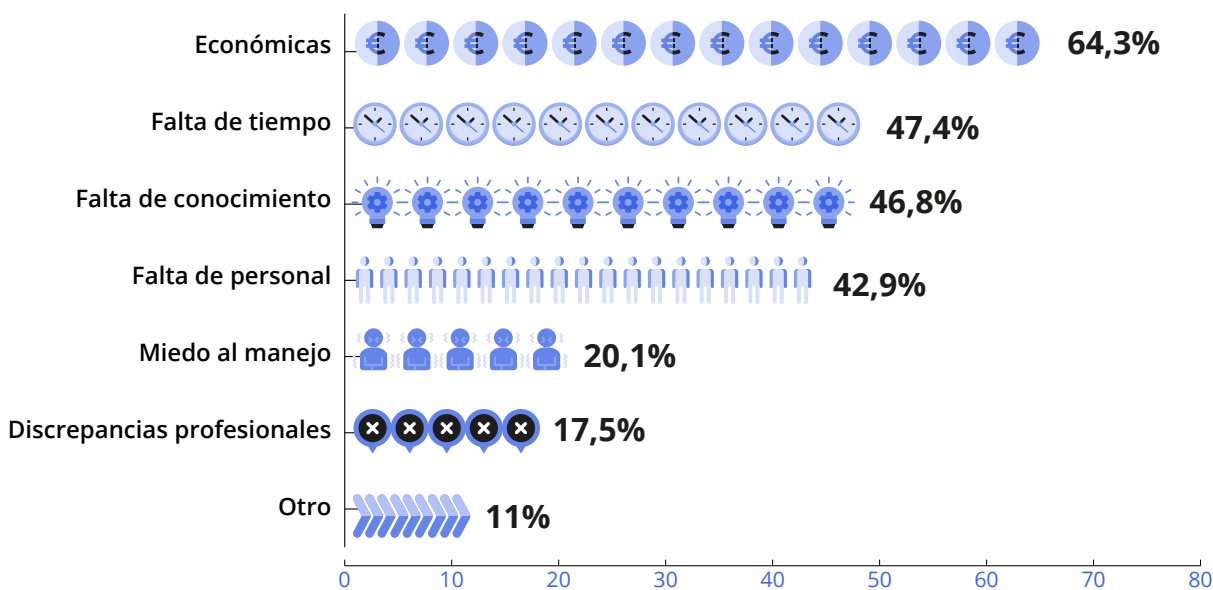 Económicas 64,3%
Falta de tiempo 47,4%
Falta de conocimiento 46,8%
Falta de personal 42,9%
Miedo al manejo 20,1%
Discrepancias profesionales 17,5%
Otro 11%
0 10 20 30 40 50 60 70 80